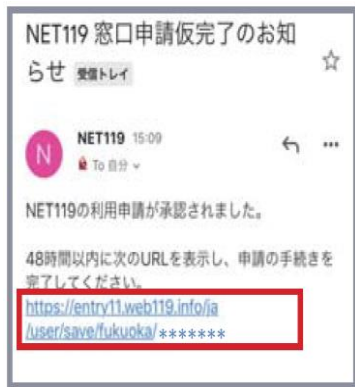 NET119 窓口申請仮完了のお知
らせ 受信トレイ
N
NET119 15:09
To 自分
NET119の利用申請が承認されました。
48時間以内に次のURLを表示し、申請の手続きを
完了してください。
https://entry11.web119.info/ja
/user/save/fukuoka/*******